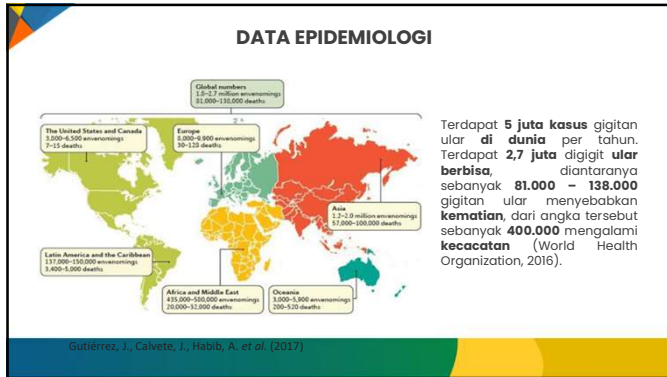 DATA EPIDEMIOLOGI
Global numbers
1.8–2.7 million envenomings
81,000–138,000 deaths
The United States and Canada
3,800–6,500 envenomings
7–15 deaths
Europe
8,000–9,900 envenomings
30–128 deaths
Asia
1.2–2.0 million envenomings
57,000–100,000 deaths
Latin America and the Caribbean
137,000–150,000 envenomings
3,400–5,000 deaths
Africa and Middle East
435,000–580,000 envenomings
20,000–32,000 deaths
Oceania
3,000–5,900 envenomings
200–520 deaths
Terdapat 5 juta kasus gigitan
ular di dunia per tahun.
Terdapat 2,7 juta digigit ular
berbisa, diantaranya
sebanyak 81.000 – 138.000
gigitan ular menyebabkan
kematian, dari angka tersebut
sebanyak 400.000 mengalami
kecacatan (World Health
Organization, 2016).
Gutiérrez, J., Calvete, J., Habib, A. et al. (2017)